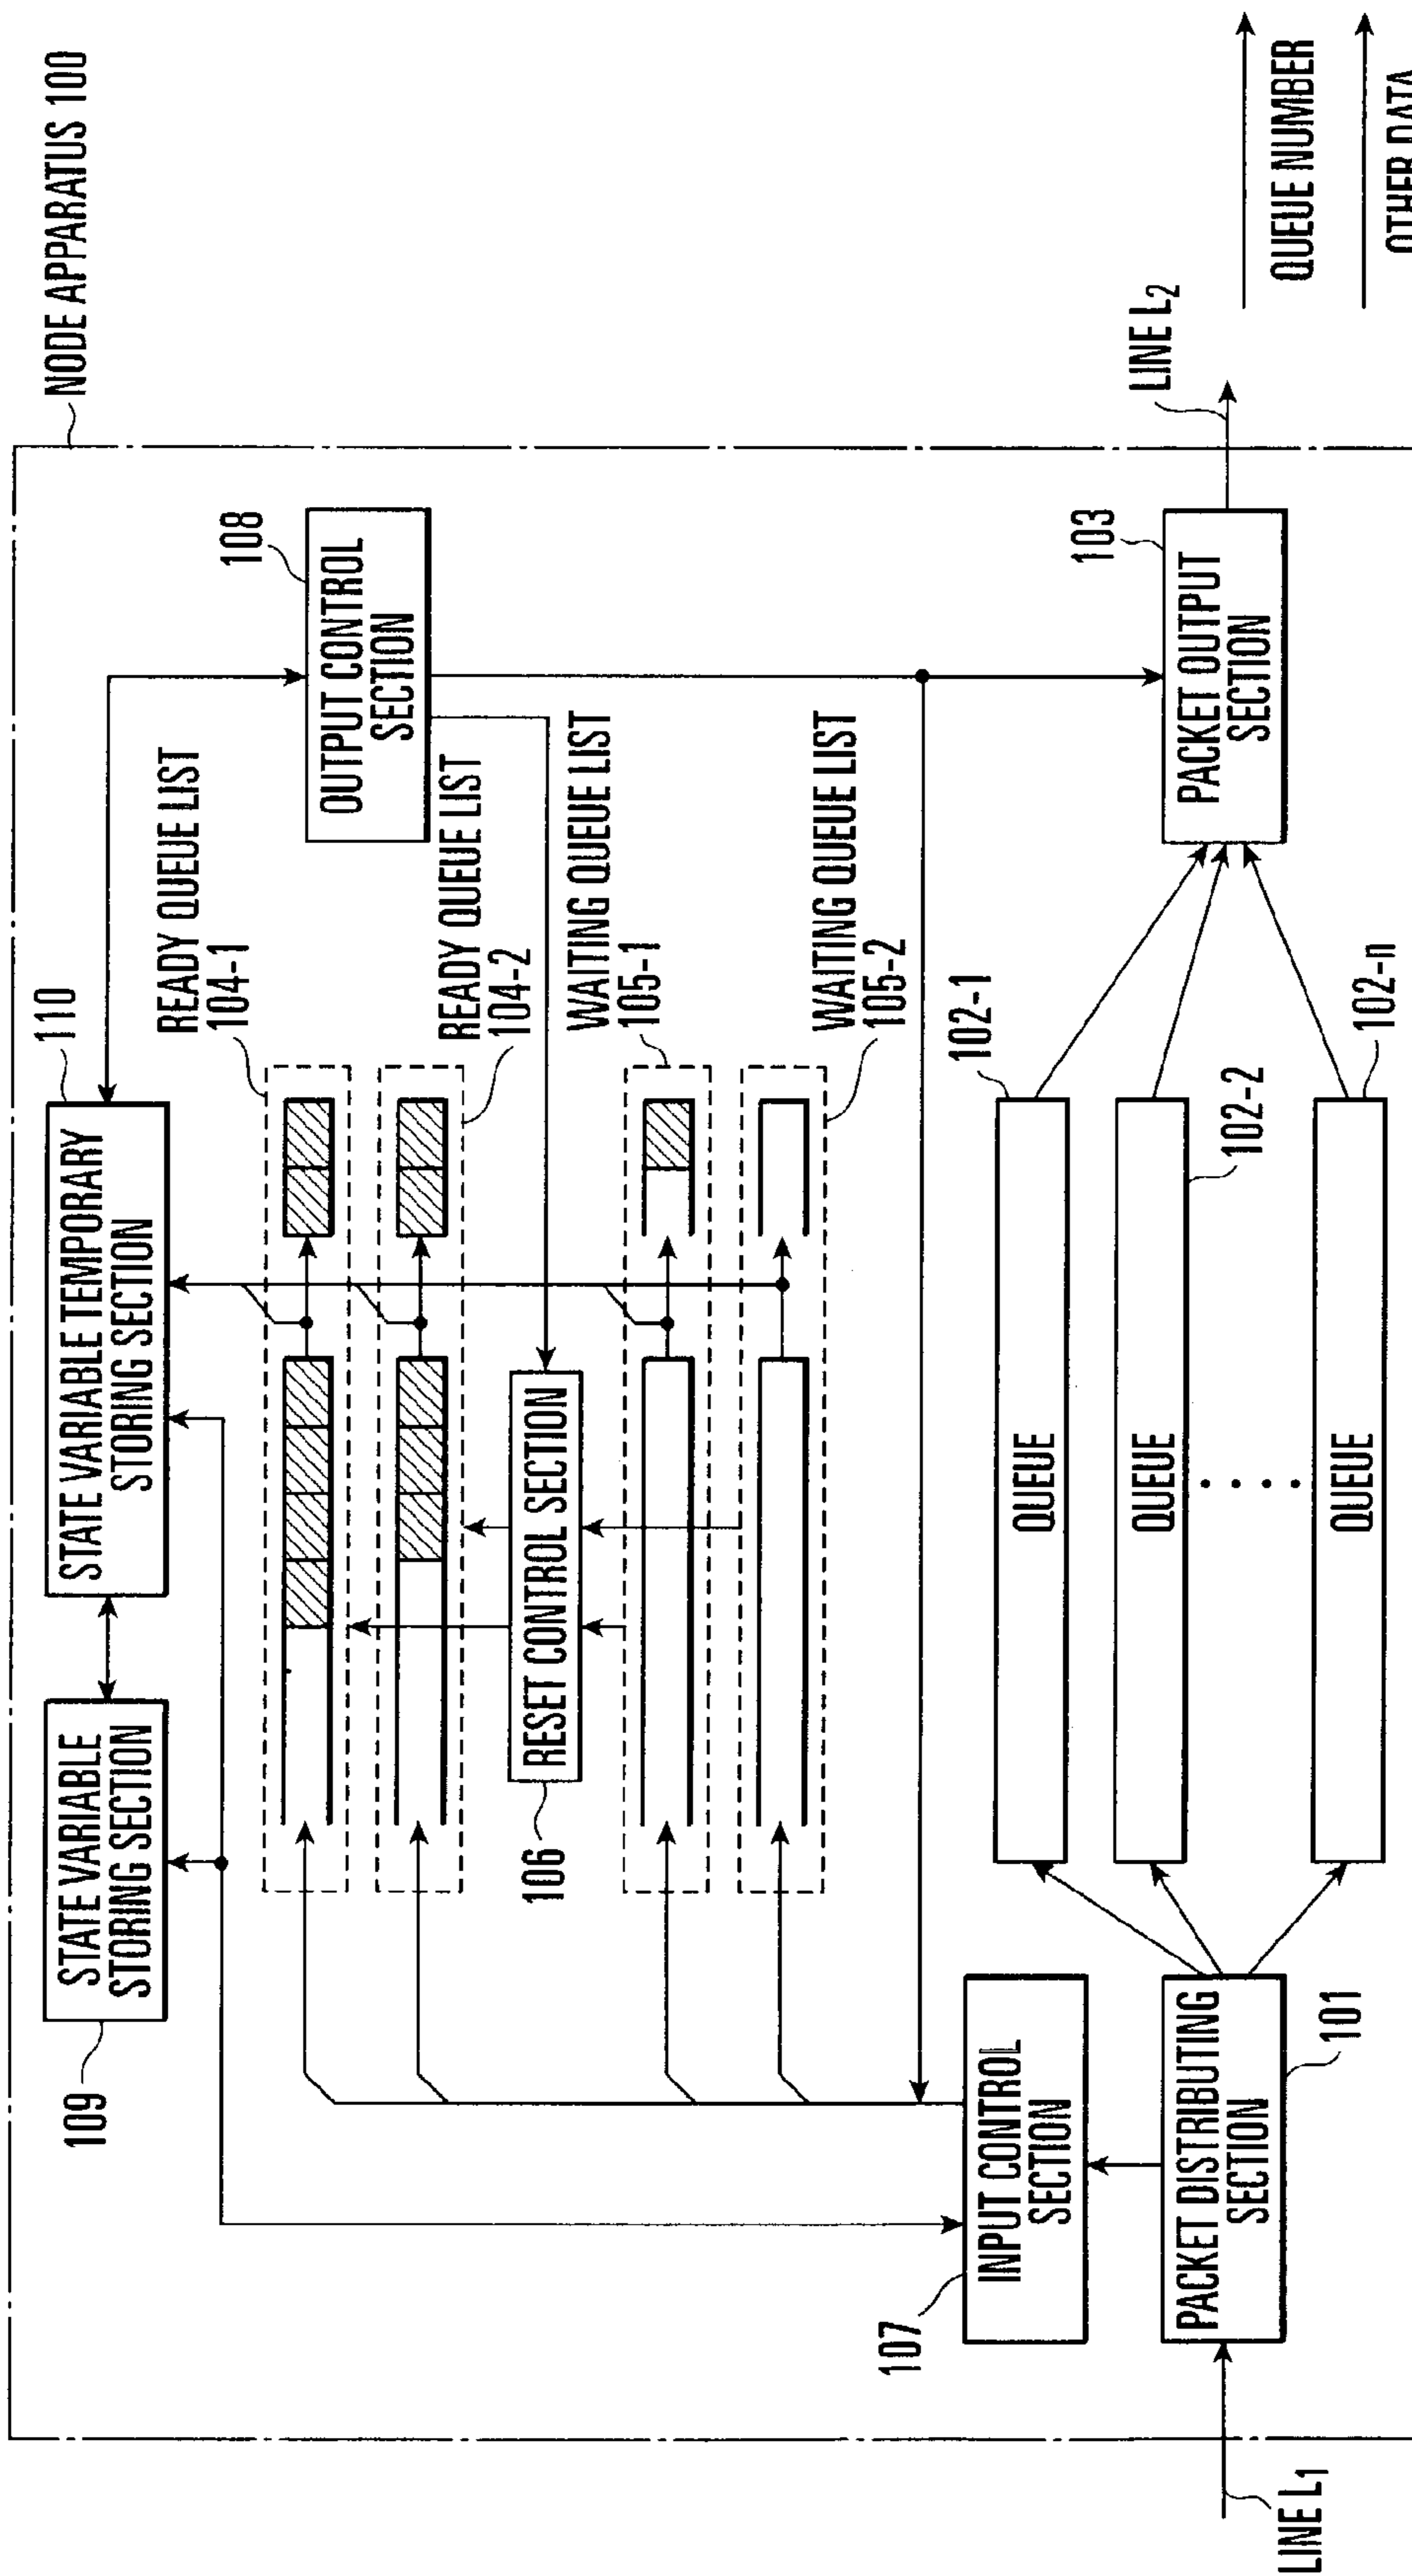 NODE APPARATUS 100
109
STATE VARIABLE
STORING SECTION
110
STATE VARIABLE TEMPORARY
STORING SECTION
READY QUEUE LIST
104-1
108
OUTPUT CONTROL
SECTION
READY QUEUE LIST
104-2
106
RESET CONTROL SECTION
WAITING QUEUE LIST
105-1
WAITING QUEUE LIST
105-2
107
INPUT CONTROL
SECTION
102-1
QUEUE
102-2
QUEUE
102-n
QUEUE
103
PACKET OUTPUT
SECTION
LINE L2
PACKET DISTRIBUTING
SECTION
101
LINE L1
QUEUE NUMBER
OTHER DATA